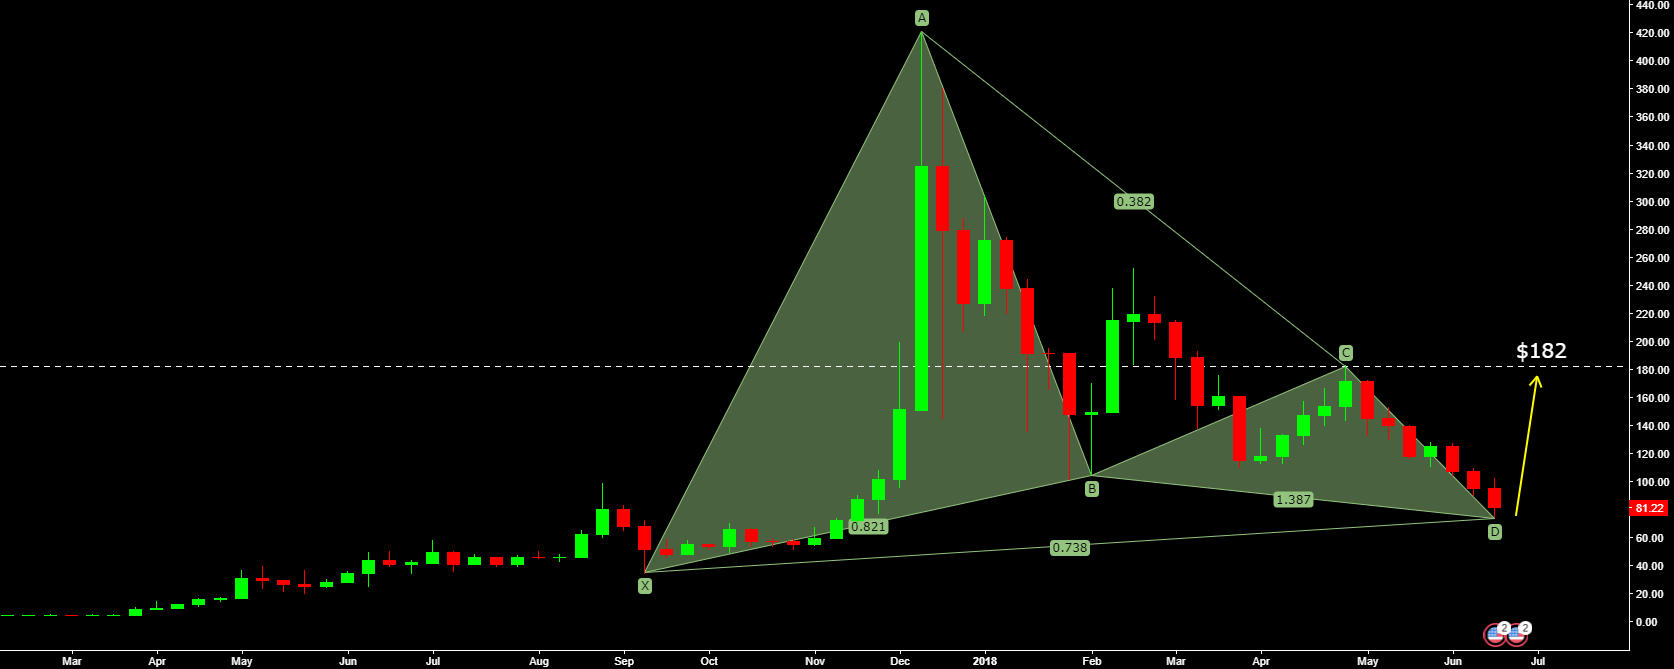 440.00
A
420.00
400.00
380.00
360.00
340.00
320.00
0.382
300.00
280.00
260.00
240.00
220.00
200.00
C
$182
180.00
160.00
140.00
120.00
B
100.00
1.387
81.22
0.821
D
60.00
0.738
X
40.00
20.00
0.00
2
2
Mar
Apr
May
Jun
Jul
Aug
Sep
Oct
Nov
Dec
2018
Feb
Mar
Apr
May
Jun
Jul